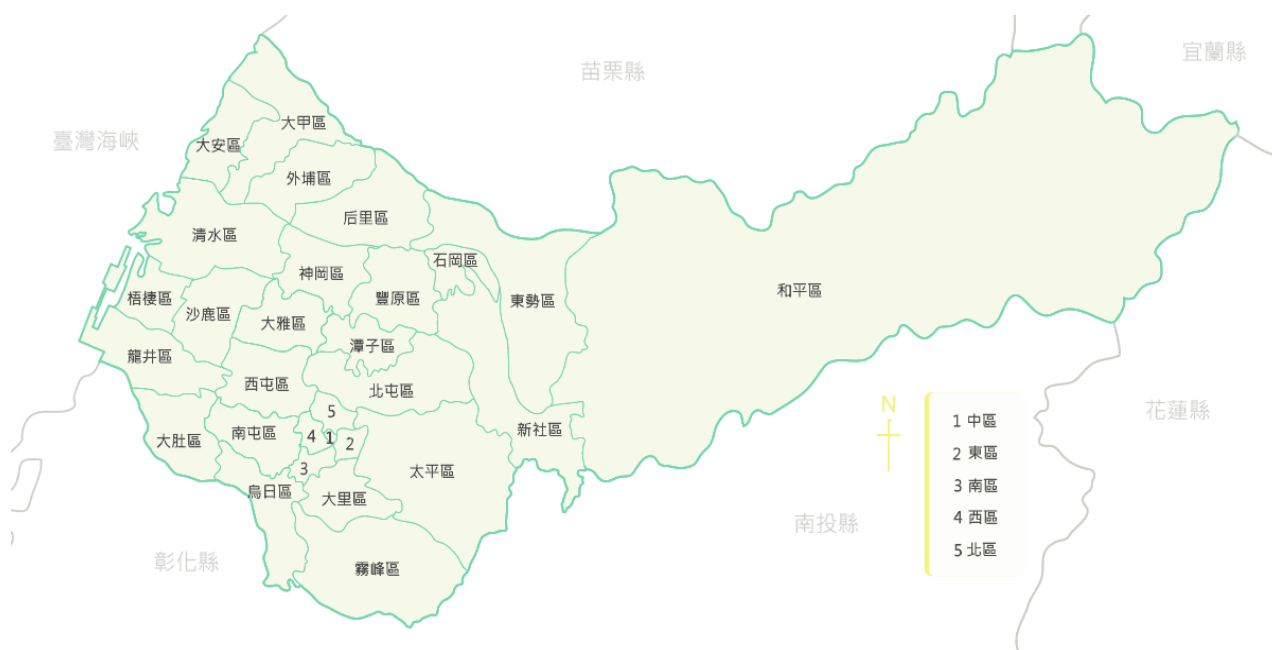 宜蘭縣
苗栗縣
臺灣海峽
大甲區
大安區
外埔區
后里區
清水區
石岡區
神岡區
和平區
梧棲區
豐原區
東勢區
沙鹿區
大雅區
潭子區
龍井區
西屯區
北屯區
花蓮縣
5
N
1 中區
南屯區
新社區
大肚區
4
1
2
2 東區
3
太平區
3 南區
烏日區
大里區
4 西區
南投縣
5 北區
彰化縣
霧峰區